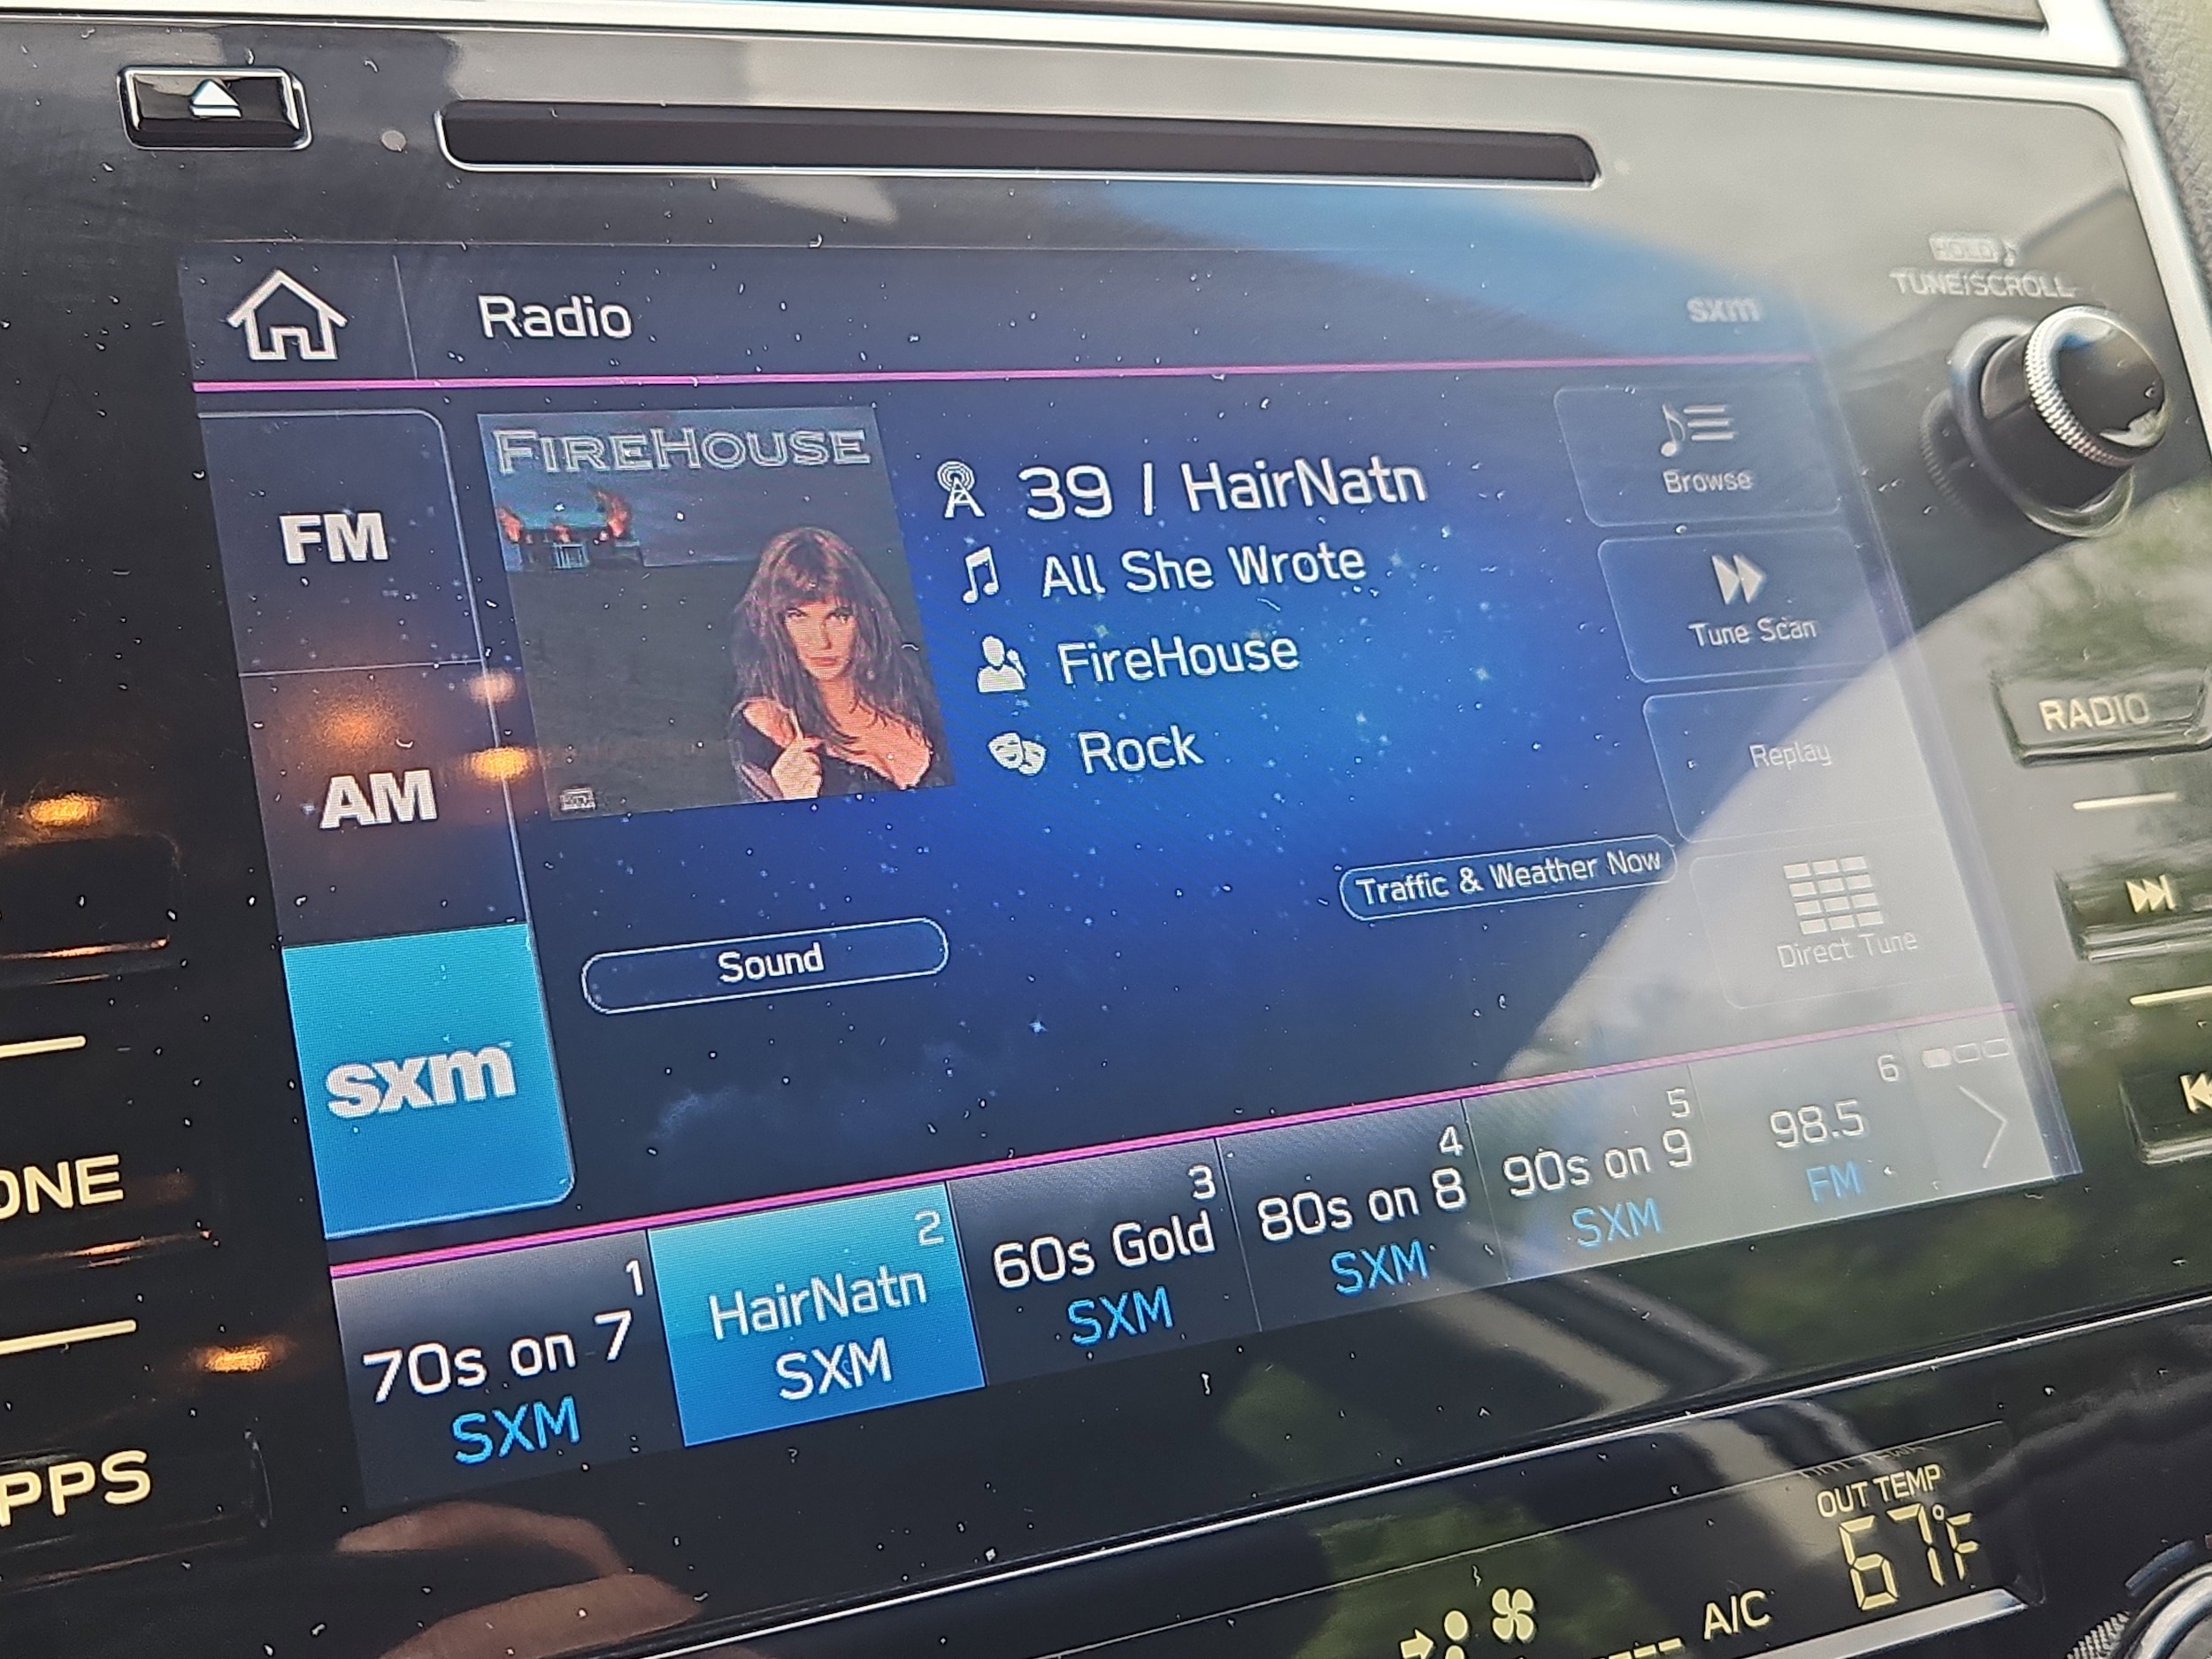 HOLD
TUNE/SCROLL
Radio
sxm
FIREHOUSE
FM
AM
sxm
39 / HairNatn
All She Wrote
FireHouse
Rock
Browse
Tune Scan
Replay
Direct Tune
Traffic & Weather Now
Sound
RADIO
1
70s on 7
SXM
2
HairNatn
SXM
3
60s Gold
SXM
4
80s on 8
SXM
5
90s on 9
SXM
6
98.5
FM
ONE
PPS
OUT TEMP
67°F
A/C